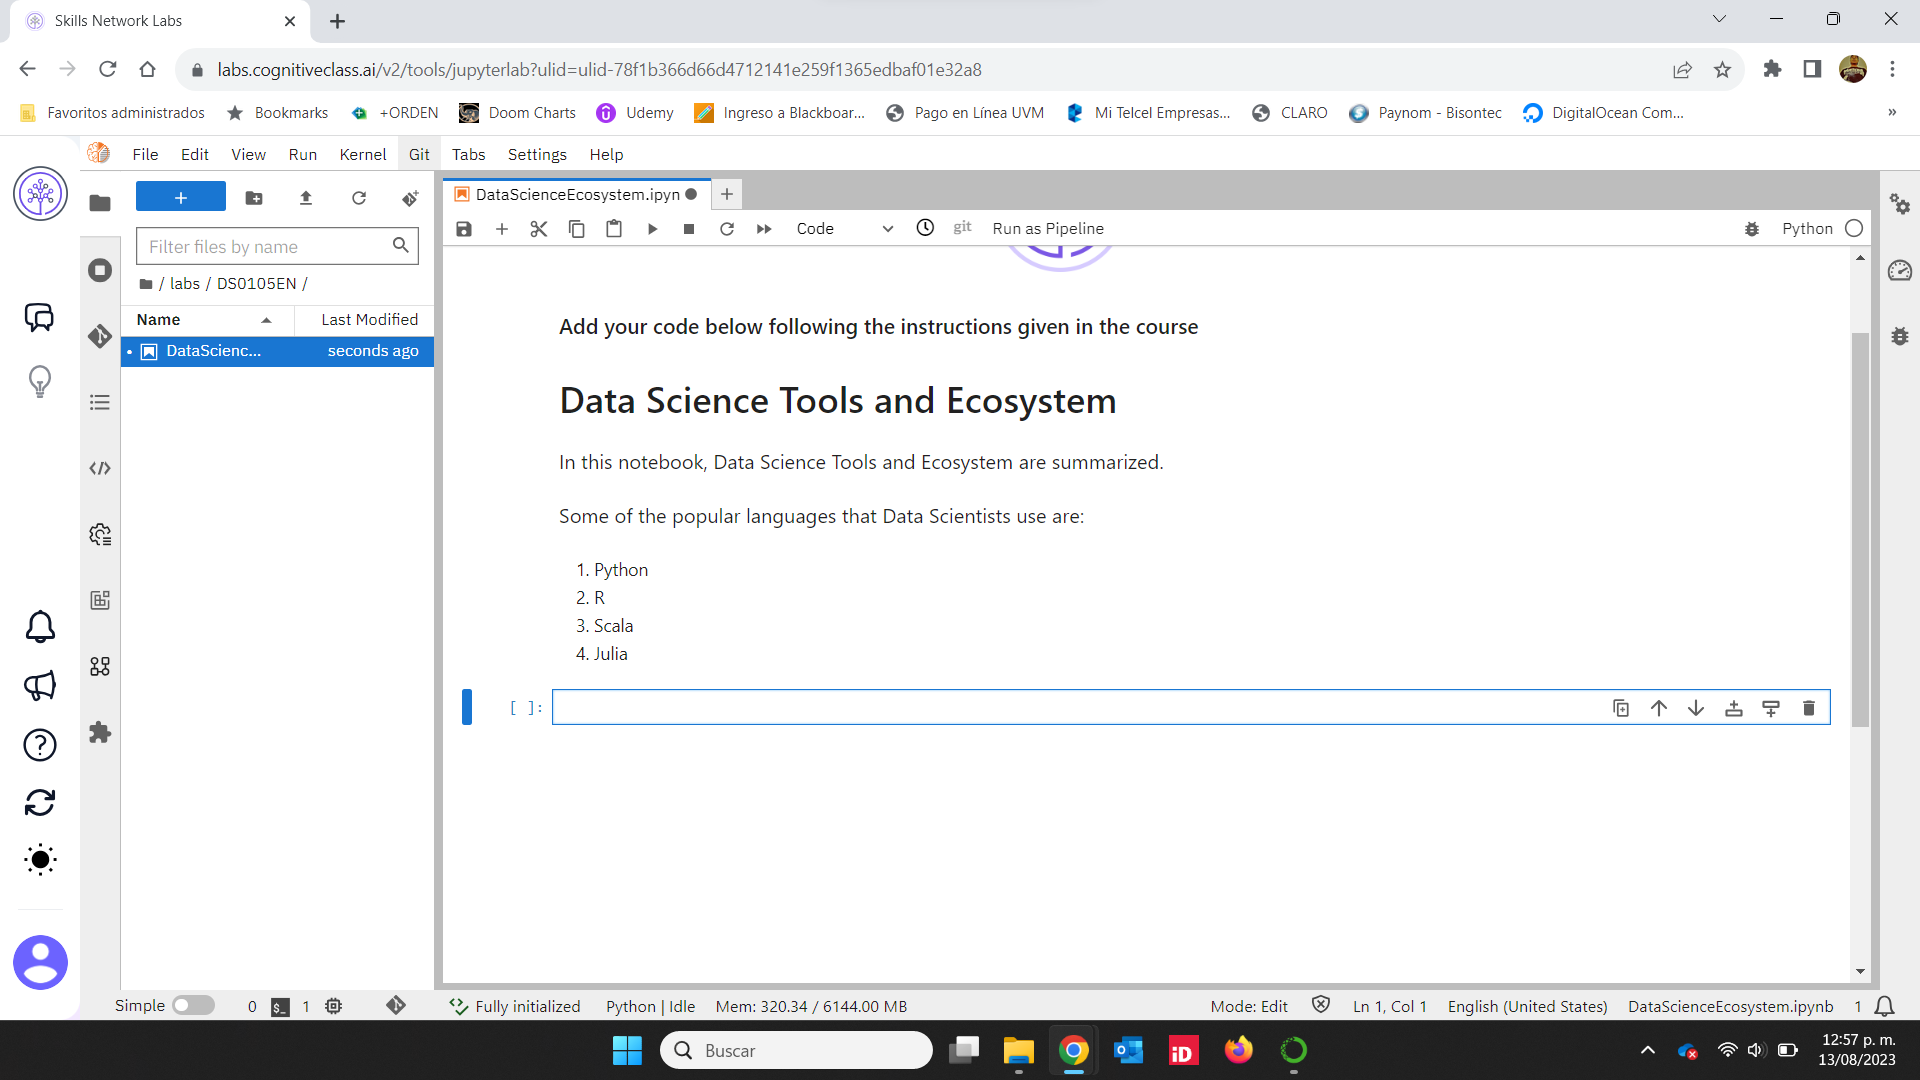 Skills Network Labs
labs.cognitiveclass.ai/v2/tools/jupyterlab?ulid=ulid-78f1b366d66d4712141e259f1365edbaf01e32a8
Favoritos administrados Bookmarks +ORDEN Doom Charts Udemy Ingreso a Blackboar... Pago en Línea UVM Mi Telcel Empresas... CLARO Paynom - Bisontec DigitalOcean Com... »
File Edit View Run Kernel Git Tabs Settings Help
DataScienceEcosystem.ipyn
Code git Run as Pipeline Python
Filter files by name
/ labs / DS0105EN /
Name Last Modified
DataScienc... seconds ago
Add your code below following the instructions given in the course
Data Science Tools and Ecosystem
In this notebook, Data Science Tools and Ecosystem are summarized.
Some of the popular languages that Data Scientists use are:
1. Python
2. R
3. Scala
4. Julia
[ ]:
Simple 0 $_ 1 Fully initialized Python | Idle Mem: 320.34 / 6144.00 MB Mode: Edit Ln 1, Col 1 English (United States) DataScienceEcosystem.ipynb 1
Buscar
iD
12:57 p. m.
13/08/2023